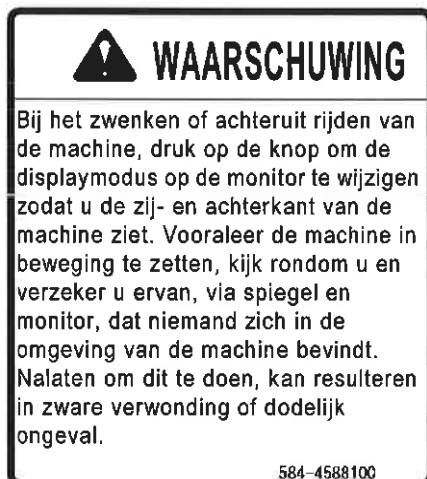 WAARSCHUWING
Bij het zwenken of achteruit rijden van
de machine, druk op de knop om de
displaymodus op de monitor te wijzigen
zodat u de zij- en achterkant van de
machine ziet. Vooraleer de machine in
beweging te zetten, kijk rondom u en
verzeker u ervan, via spiegel en
monitor, dat niemand zich in de
omgeving van de machine bevindt.
Nalaten om dit te doen, kan resulteren
in zware verwonding of dodelijk
ongeval.
584-4588100